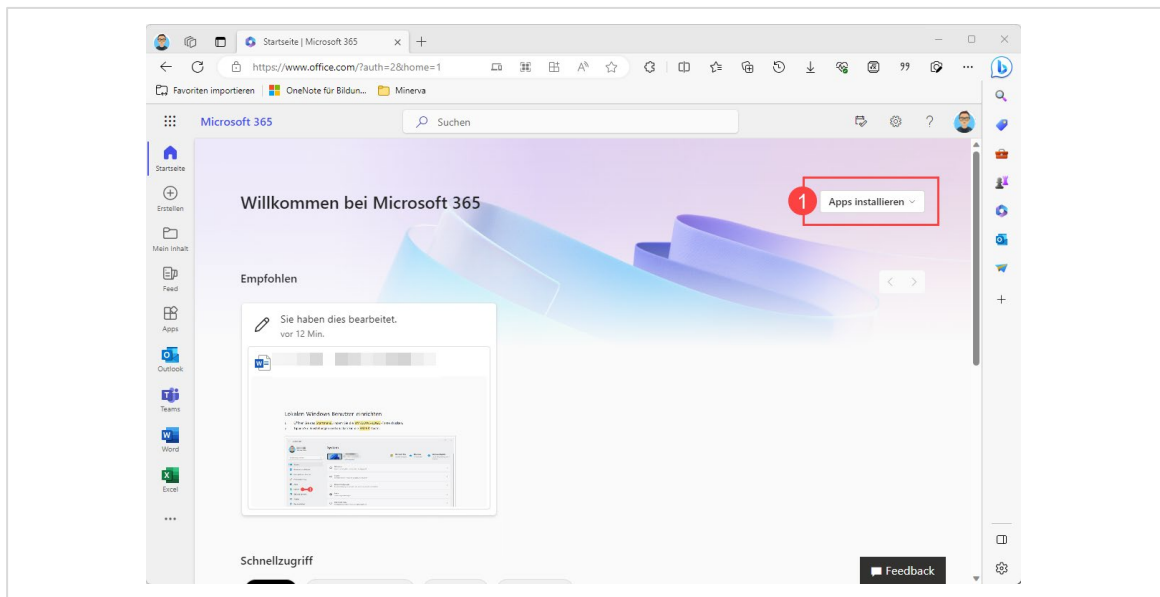 Startseite | Microsoft 365
https://www.office.com/?auth=2&home=1
Favoriten importieren
OneNote für Bildun...
Minerva
Microsoft 365
Suchen
Startseite
Erstellen
Mein Inhalt
Feed
Apps
Outlook
Teams
Word
Excel
Willkommen bei Microsoft 365
1
Apps installieren
Empfohlen
Sie haben dies bearbeitet.
vor 12 Min.
Lokalen Windows Benutzer einrichten
Schnellzugriff
Feedback